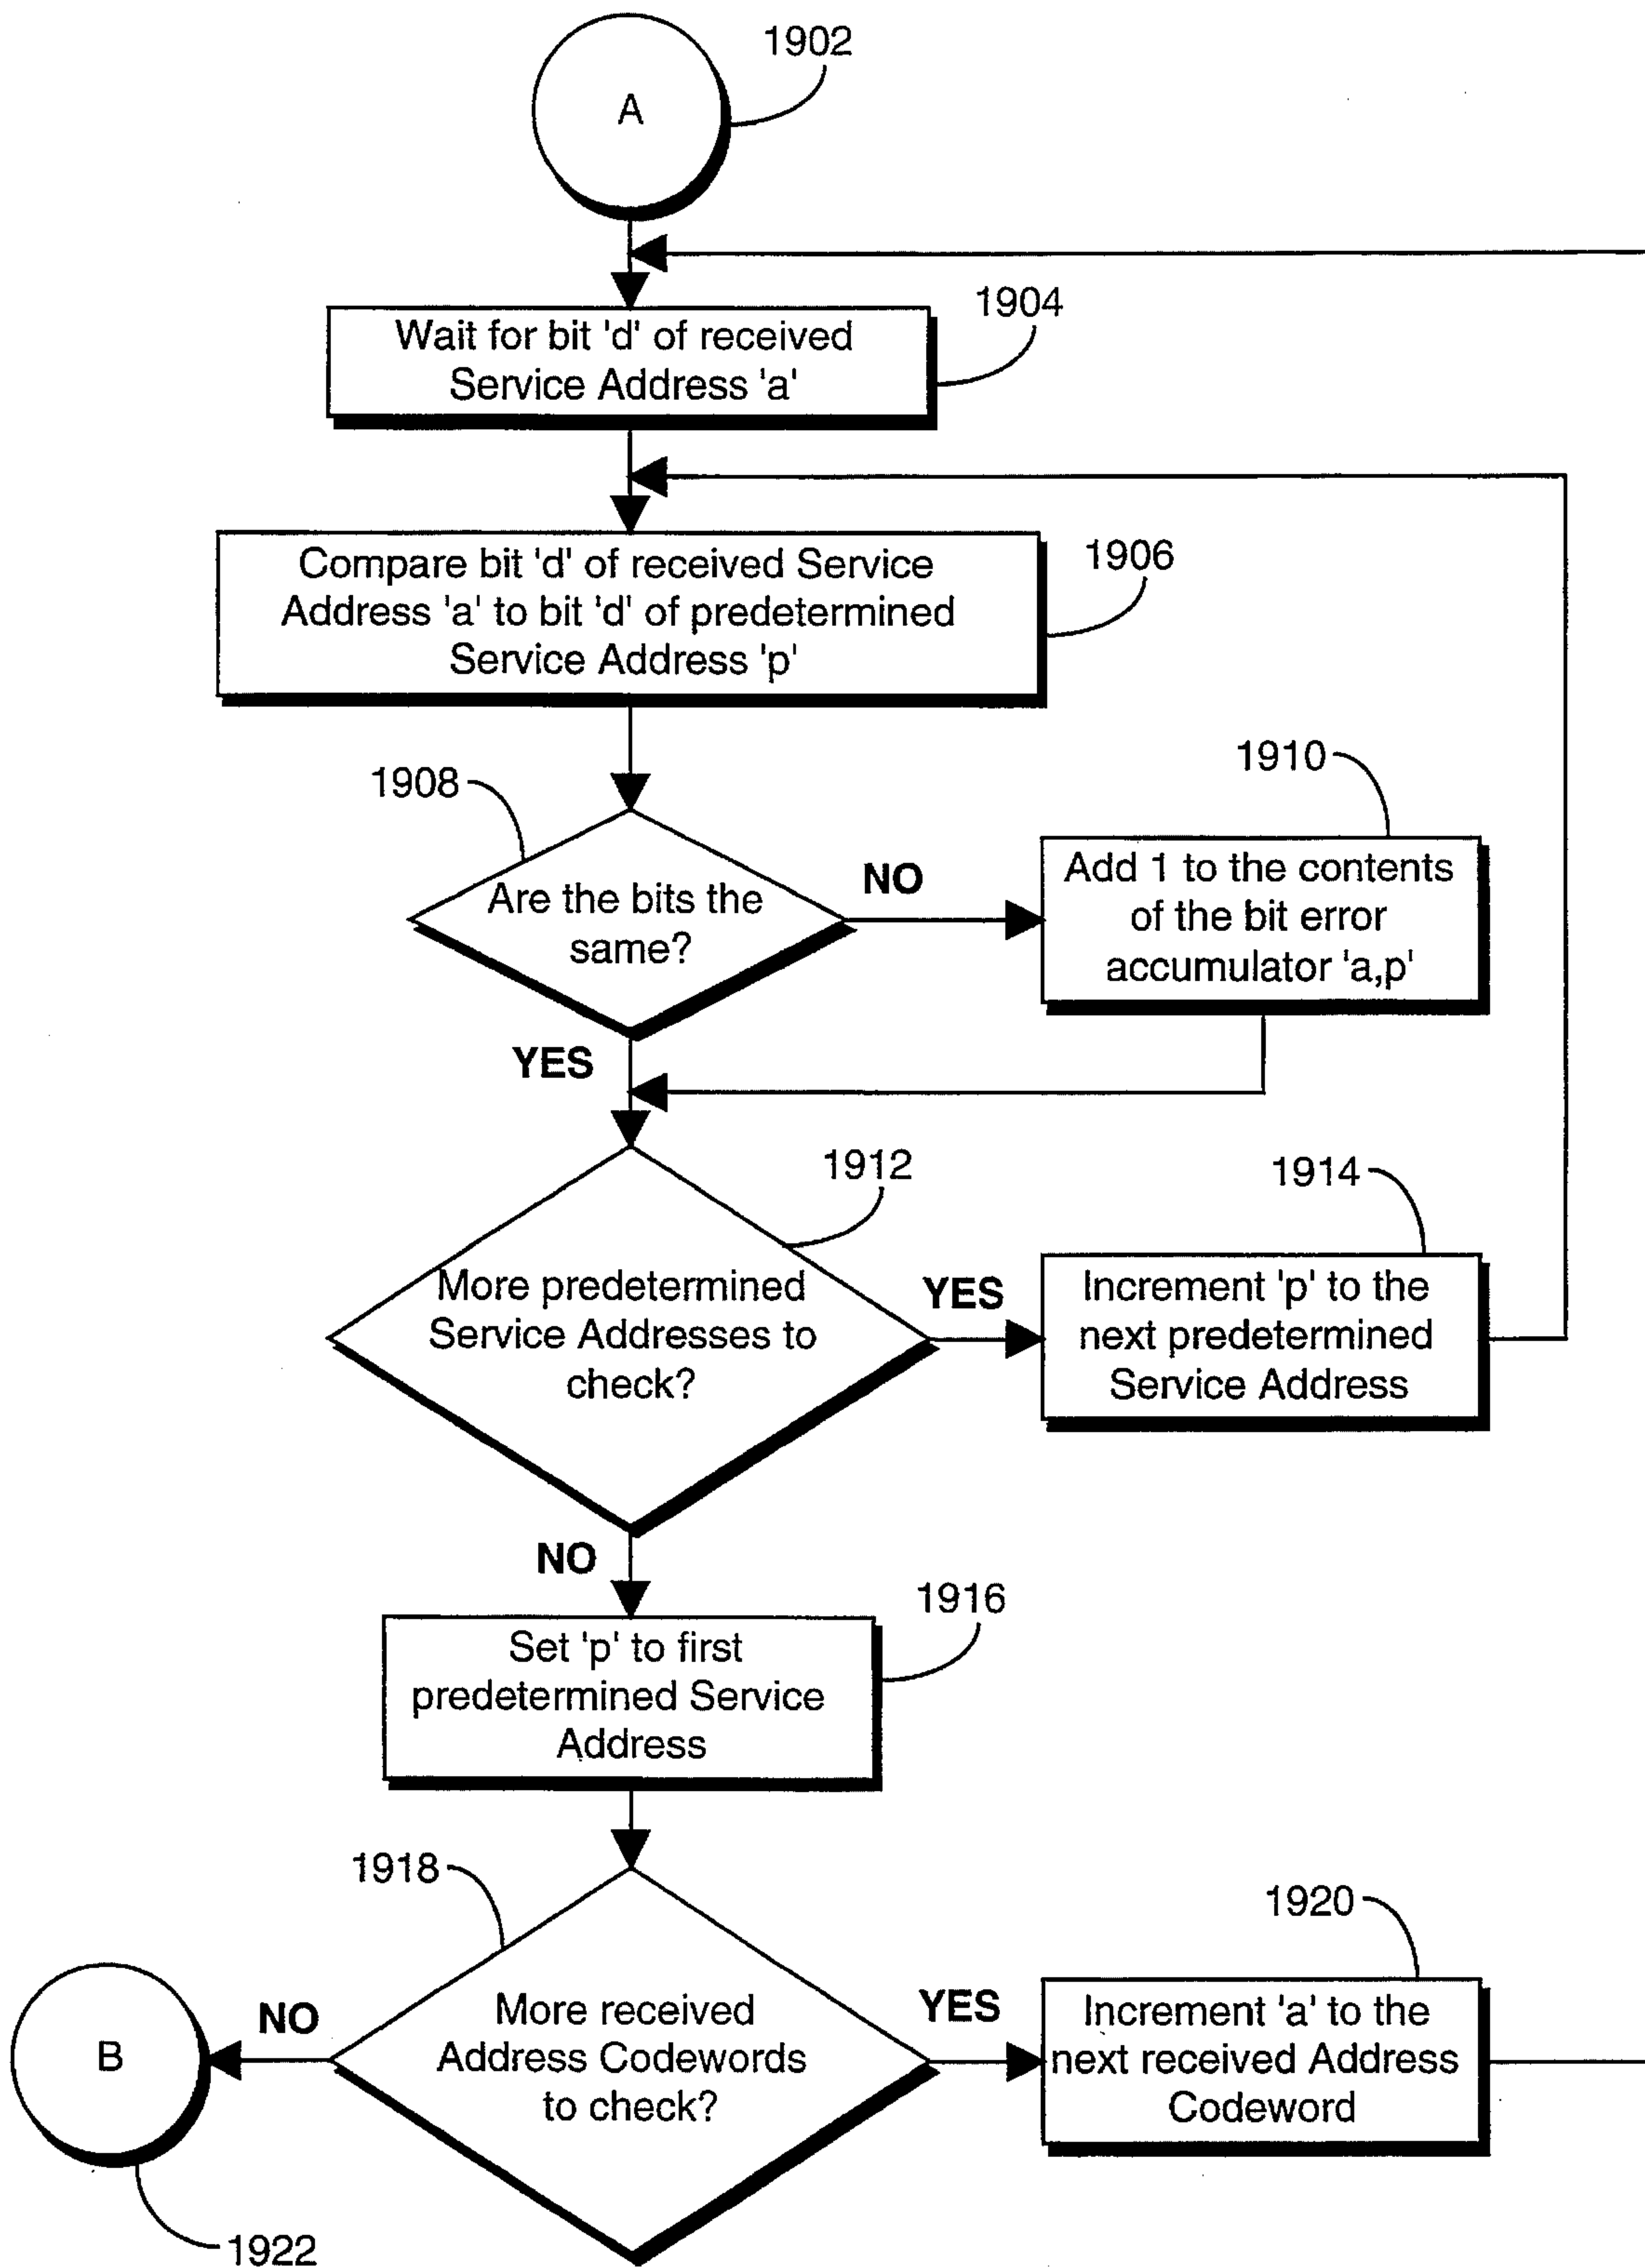 1902
A
1904
Wait for bit 'd' of received
Service Address 'a'
1906
Compare bit 'd' of received Service
Address 'a' to bit 'd' of predetermined
Service Address 'p'
1908
1910
Are the bits the
same?
NO
Add 1 to the contents
of the bit error
accumulator 'a,p'
YES
1912
1914
More predetermined
Service Addresses to
check?
YES
Increment 'p' to the
next predetermined
Service Address
NO
1916
Set 'p' to first
predetermined Service
Address
1918
1920
B
NO
More received
Address Codewords
to check?
YES
Increment 'a' to the
next received Address
Codeword
1922